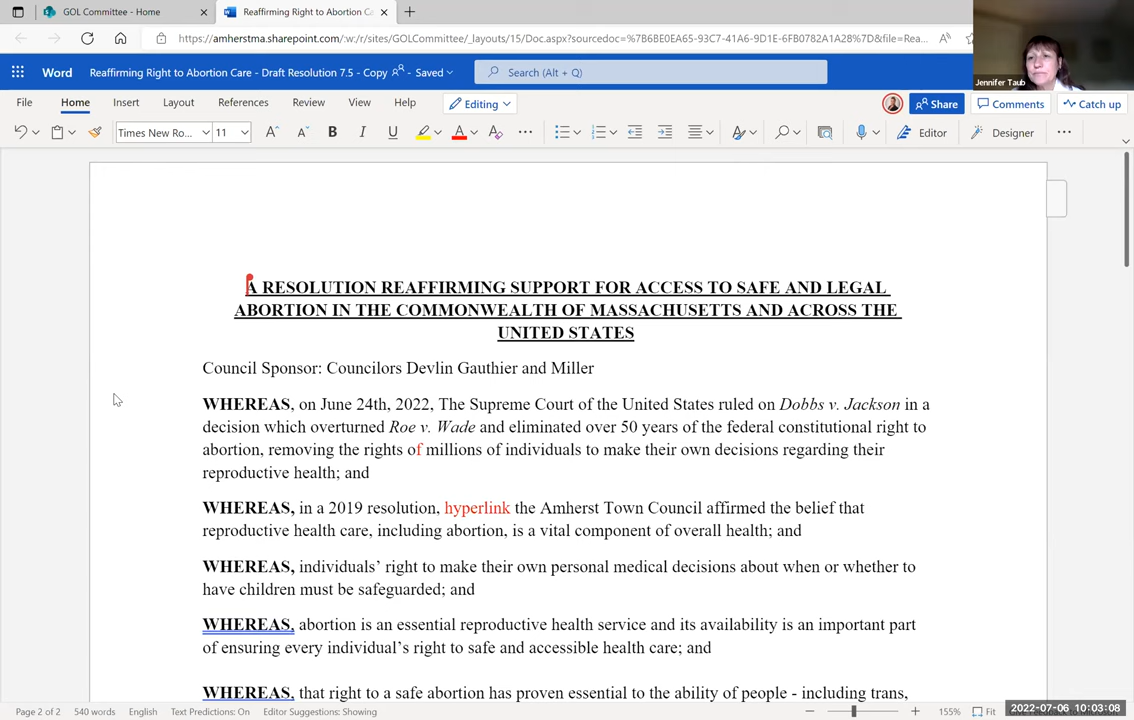 GOL Committee - Home
Reaffirming Right to Abortion Ca
https://amherstma.sharepoint.com/:w:/r/sites/GOLCommittee/_layouts/15/Doc.aspx?sourcedoc=%7B6BE0EA65-93C7-41A6-9D1E-6FB0782A1A28%7D&file=Rea...
Jennifer Taub
Word
Reaffirming Right to Abortion Care - Draft Resolution 7.5 - Copy
- Saved
Search (Alt + Q)
File Home Insert Layout References Review View Help Editing Share Comments Catch up
Times New Ro... 11 A A B I U A A ... Editor Designer ...
A RESOLUTION REAFFIRMING SUPPORT FOR ACCESS TO SAFE AND LEGAL
ABORTION IN THE COMMONWEALTH OF MASSACHUSETTS AND ACROSS THE
UNITED STATES
Council Sponsor: Councilors Devlin Gauthier and Miller
WHEREAS, on June 24th, 2022, The Supreme Court of the United States ruled on Dobbs v. Jackson in a
decision which overturned Roe v. Wade and eliminated over 50 years of the federal constitutional right to
abortion, removing the rights of millions of individuals to make their own decisions regarding their
reproductive health; and
WHEREAS, in a 2019 resolution, hyperlink the Amherst Town Council affirmed the belief that
reproductive health care, including abortion, is a vital component of overall health; and
WHEREAS, individuals' right to make their own personal medical decisions about when or whether to
have children must be safeguarded; and
WHEREAS, abortion is an essential reproductive health service and its availability is an important part
of ensuring every individual's right to safe and accessible health care; and
WHEREAS, that right to a safe abortion has proven essential to the ability of people - including trans,
Page 2 of 2 540 words English Text Predictions: On Editor Suggestions: Showing 155% Fit
2022-07-06 10:03:08